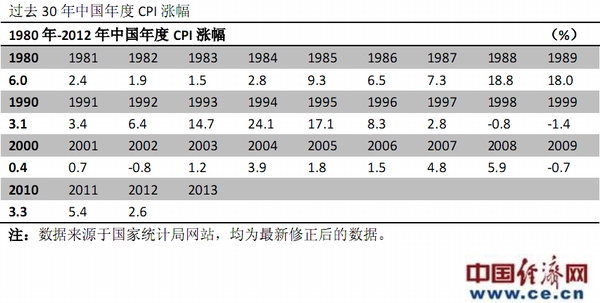 过去 30 年中国年度 CPI 涨幅
1980 年-2012 年中国年度 CPI 涨幅 （%）
1980 1981 1982 1983 1984 1985 1986 1987 1988 1989
6.0 2.4 1.9 1.5 2.8 9.3 6.5 7.3 18.8 18.0
1990 1991 1992 1993 1994 1995 1996 1997 1998 1999
3.1 3.4 6.4 14.7 24.1 17.1 8.3 2.8 -0.8 -1.4
2000 2001 2002 2003 2004 2005 2006 2007 2008 2009
0.4 0.7 -0.8 1.2 3.9 1.8 1.5 4.8 5.9 -0.7
2010 2011 2012 2013
3.3 5.4 2.6
注：数据来源于国家统计局网站，均为最新修正后的数据。
中国经济网
www.ce.cn